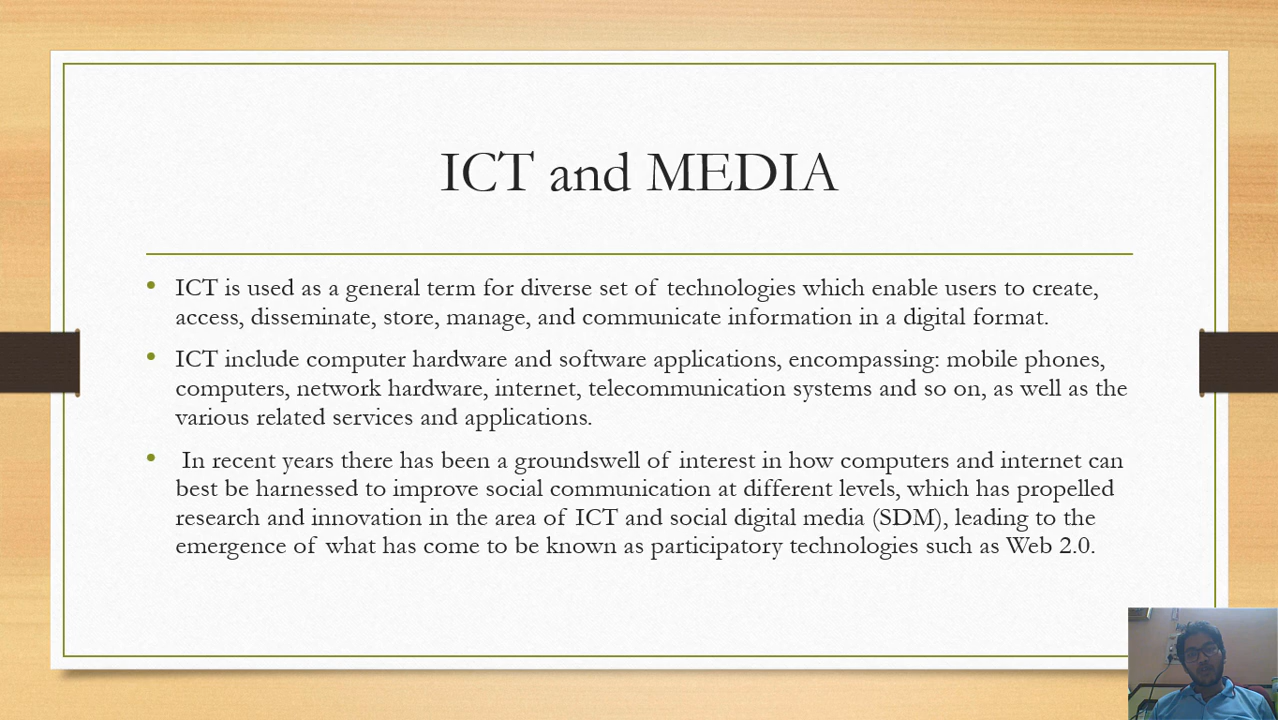 ICT and MEDIA
• ICT is used as a general term for diverse set of technologies which enable users to create,
access, disseminate, store, manage, and communicate information in a digital format.
• ICT include computer hardware and software applications, encompassing: mobile phones,
computers, network hardware, internet, telecommunication systems and so on, as well as the
various related services and applications.
• In recent years there has been a groundswell of interest in how computers and internet can
best be harnessed to improve social communication at different levels, which has propelled
research and innovation in the area of ICT and social digital media (SDM), leading to the
emergence of what has come to be known as participatory technologies such as Web 2.0.